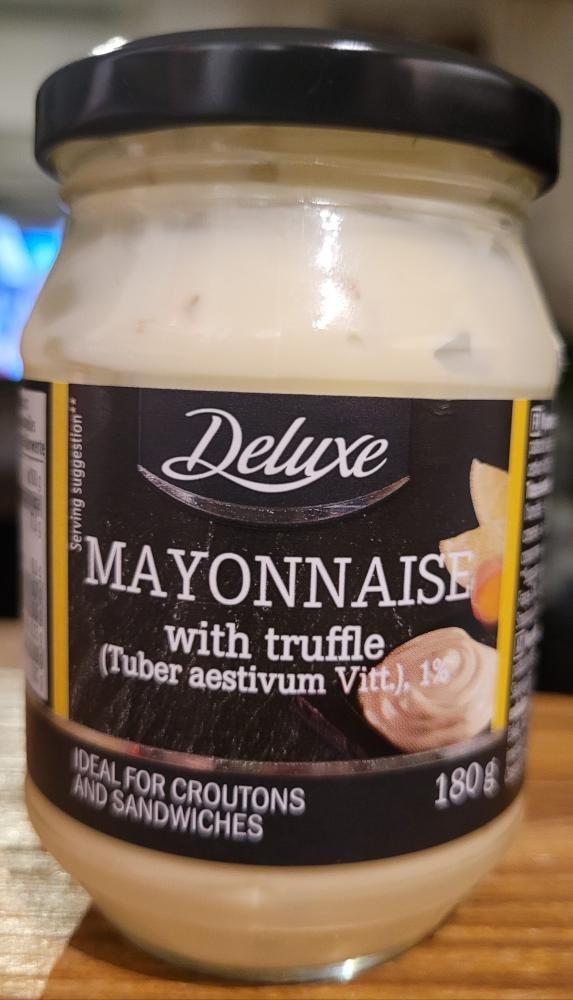 Serving suggestion**
Deluxe
MAYONNAISE
with truffle
(Tuber aestivum Vitt.), 1%
IDEAL FOR CROUTONS
AND SANDWICHES
180 g